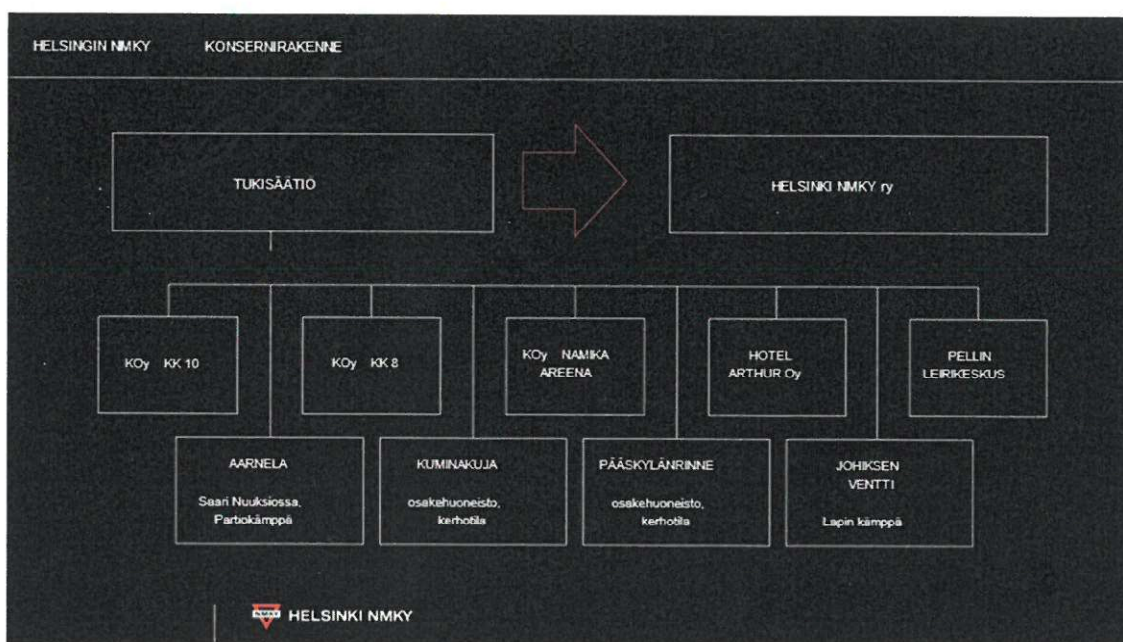 HELSINGIN NMKY KONSERNIRAKENNE
TUKISÄÄTIÖ
HELSINKI NMKY ry
KOy KK 10
KOy KK 8
KOy NAMIKA
AREENA
HOTEL
ARTHUR Oy
PELLIN
LEIRIKESKUS
AARNELA
Saari Nuuksiossa,
Partiokämppä
KUMINAKUJA
osakehuoneisto,
kerhotila
PÄÄSKYLÄNRINNE
osakehuoneisto,
kerhotila
JOHIKSEN
VENTTI
Lapin kämppä
NMKY HELSINKI NMKY